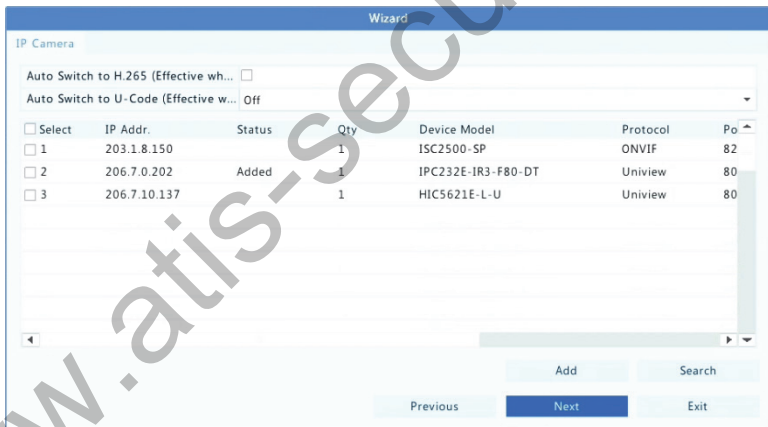 Wizard
IP Camera
Auto Switch to H.265 (Effective wh...
Auto Switch to U-Code (Effective w... Off
Select IP Addr. Status Qty Device Model Protocol Po
1 203.1.8.150 1 ISC2500-SP ONVIF 82
2 206.7.0.202 Added 1 IPC232E-IR3-F80-DT Uniview 80
3 206.7.10.137 1 HIC5621E-L-U Uniview 80
Add Search
Previous Next Exit
w.atis-secu